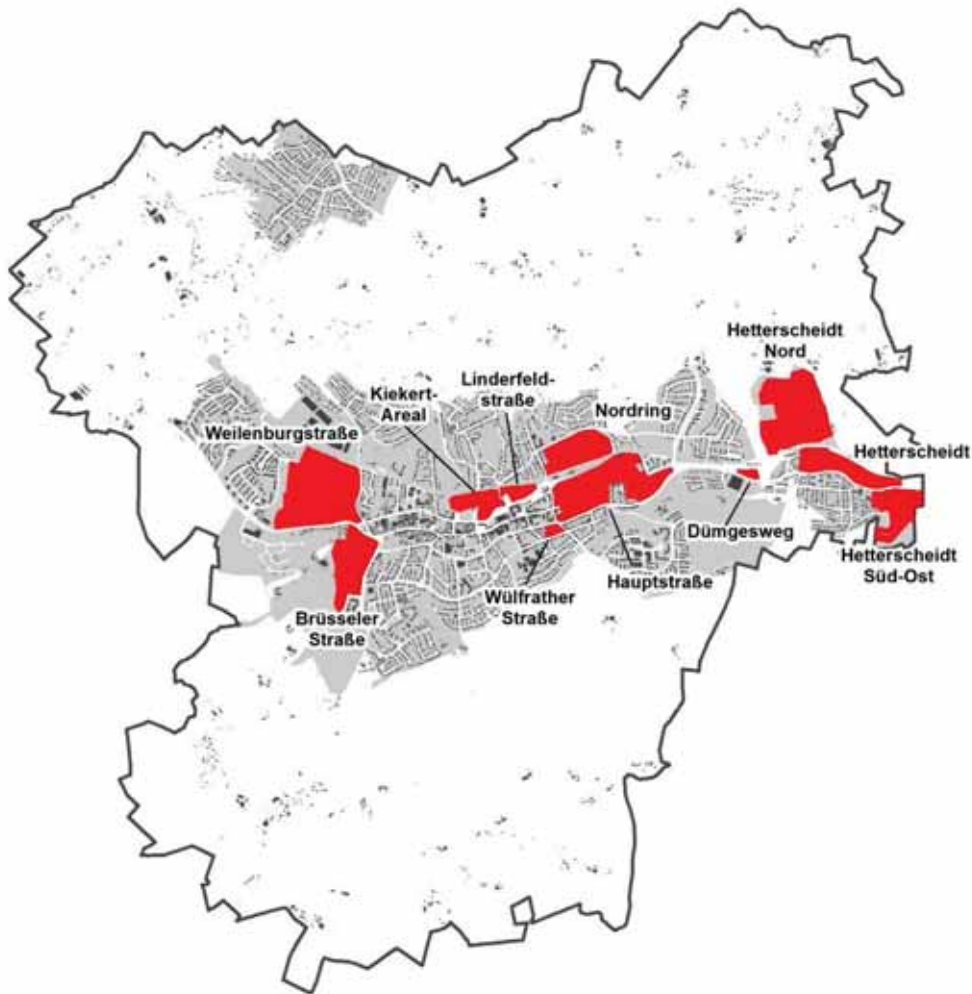 Hetterscheidt
Nord
Linderfeld-
straße
Kiekert-
Areal
Nordring
Weilenburgstraße
Hetterscheidt
Dümgesweg
Hetterscheidt
Süd-Ost
Hauptstraße
Wülfrather
Straße
Brüsseler
Straße